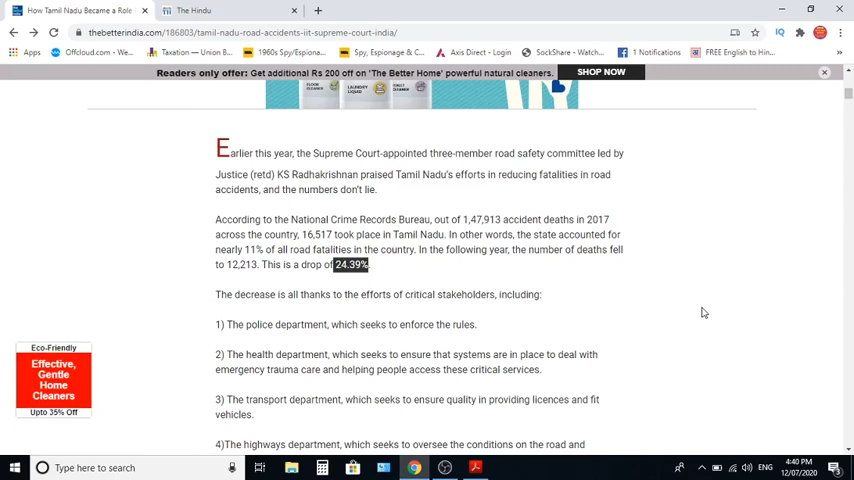 How Tamil Nadu Became a Role
The Hindu
thebetterindia.com/186803/tamil-nadu-road-accidents-iit-supreme-court-india/
Apps
Offlcoud.com - We...
Taxation — Union B...
1960s Spy/Espiona...
Spy, Espionage & C...
Axis Direct - Login
SockShare - Watch...
1 Notifications
FREE English to Hin...
Readers only offer: Get additional Rs 200 off on 'The Better Home' powerful natural cleaners.
SHOP NOW
FLOOR CLEANER
LAUNDRY LIQUID
Earlier this year, the Supreme Court-appointed three-member road safety committee led by
Justice (retd) KS Radhakrishnan praised Tamil Nadu's efforts in reducing fatalities in road
accidents, and the numbers don't lie.
According to the National Crime Records Bureau, out of 1,47,913 accident deaths in 2017
across the country, 16,517 took place in Tamil Nadu. In other words, the state accounted for
nearly 11% of all road fatalities in the country. In the following year, the number of deaths fell
to 12,213. This is a drop of 24.39%.
The decrease is all thanks to the efforts of critical stakeholders, including:
1) The police department, which seeks to enforce the rules.
2) The health department, which seeks to ensure that systems are in place to deal with
emergency trauma care and helping people access these critical services.
3) The transport department, which seeks to ensure quality in providing licences and fit
vehicles.
4)The highways department, which seeks to oversee the conditions on the road and
Eco-Friendly
Effective,
Gentle
Home
Cleaners
Upto 35% Off
Type here to search
ENG
4:40 PM
12/07/2020